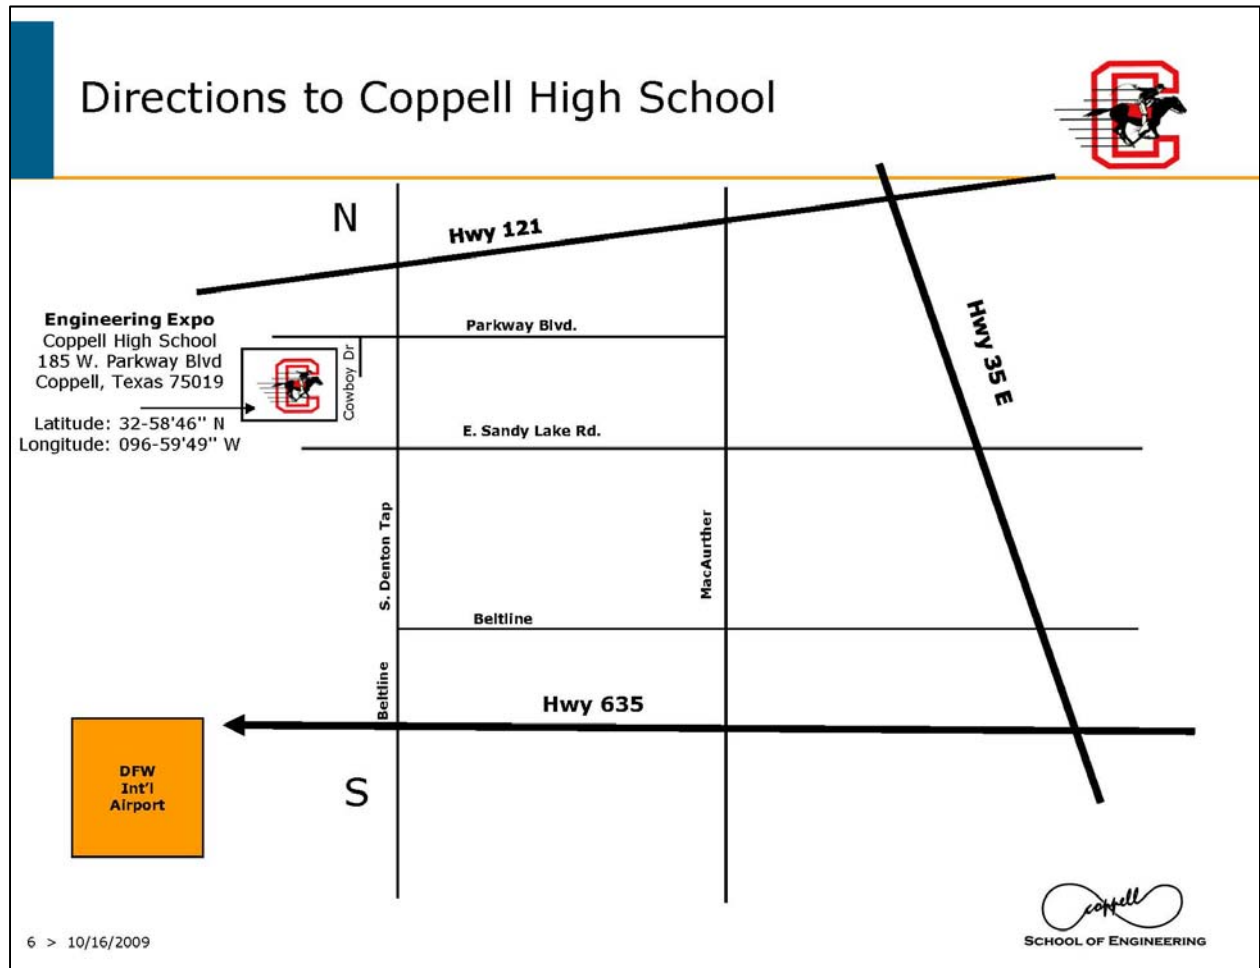 Directions to Coppell High School
N
Hwy 121
Engineering Expo
Coppell High School
185 W. Parkway Blvd
Coppell, Texas 75019
Latitude: 32-58'46" N
Longitude: 096-59'49" W
Parkway Blvd.
Cowboy Dr
Hwy 35 E
E. Sandy Lake Rd.
S. Denton Tap
MacAurther
Beltline
Beltline
Hwy 635
DFW
Int'l
Airport
S
coppell
SCHOOL OF ENGINEERING
6 > 10/16/2009